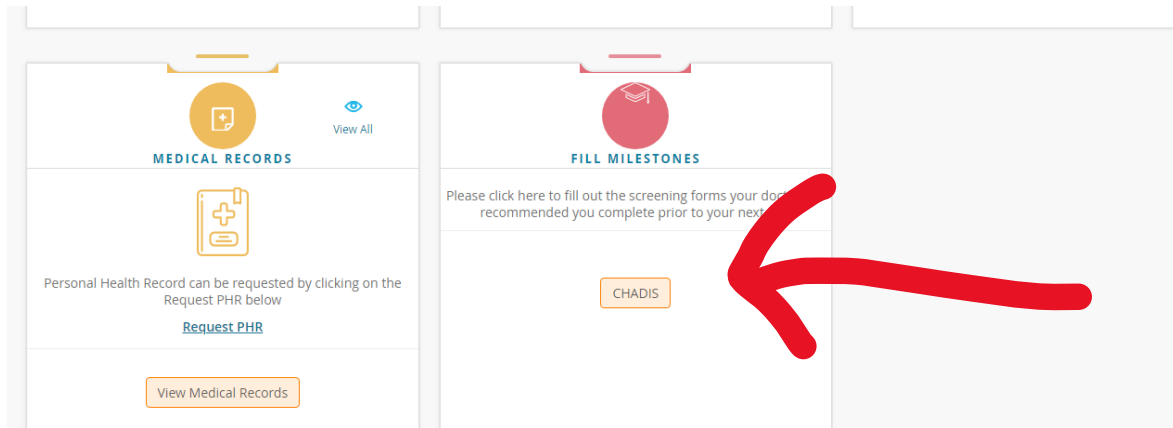 View All
MEDICAL RECORDS
Personal Health Record can be requested by clicking on the
Request PHR below
Request PHR
View Medical Records
FILL MILESTONES
Please click here to fill out the screening forms your
recommended you complete prior to your next
CHADIS